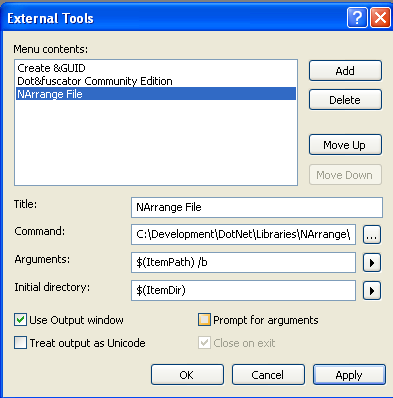 External Tools
Menu contents:
Create &GUID
Dot&fuscator Community Edition
NArrange File
Add
Delete
Move Up
Move Down
Title:
NArrange File
Command:
C:\Development\DotNet\Libraries\NArrange\
...
Arguments:
$(ItemPath) /b
Initial directory:
$(ItemDir)
Use Output window
Prompt for arguments
Treat output as Unicode
Close on exit
OK
Cancel
Apply